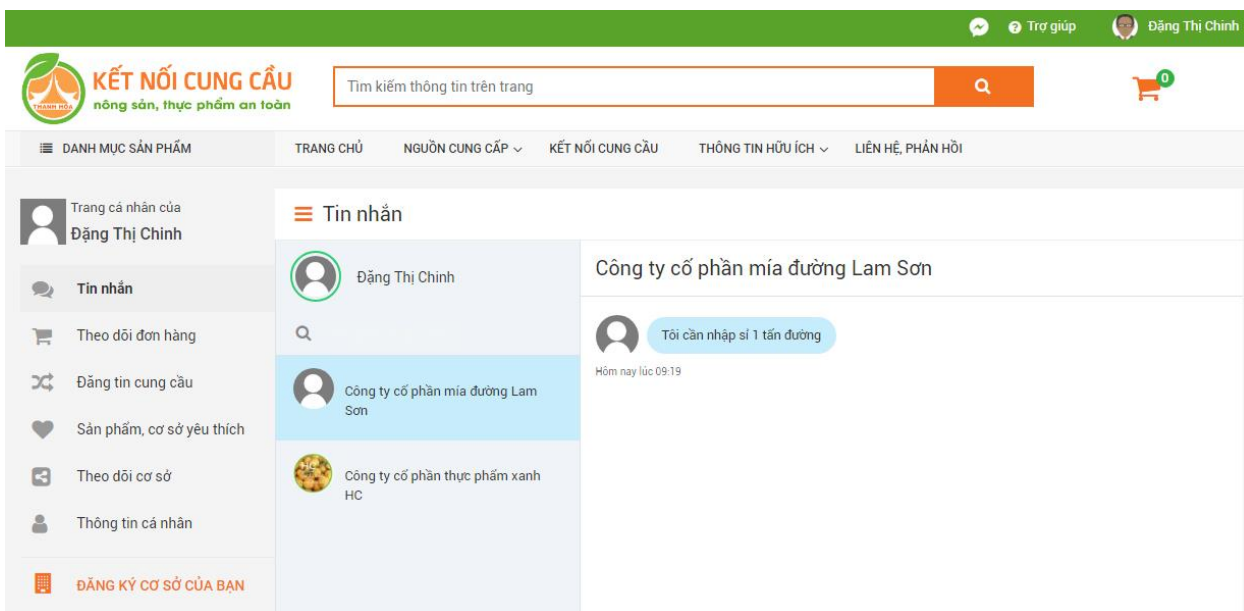 Trợ giúp
Đặng Thị Chinh
THANH HÓA
KẾT NỐI CUNG CẦU
nông sản, thực phẩm an toàn
Tìm kiếm thông tin trên trang
0
DANH MỤC SẢN PHẨM
TRANG CHỦ
NGUỒN CUNG CẤP
KẾT NỐI CUNG CẦU
THÔNG TIN HỮU ÍCH
LIÊN HỆ, PHẢN HỒI
Trang cá nhân của
Đặng Thị Chinh
Tin nhắn
Theo dõi đơn hàng
Đăng tin cung cầu
Sản phẩm, cơ sở yêu thích
Theo dõi cơ sở
Thông tin cá nhân
ĐĂNG KÝ CƠ SỞ CỦA BẠN
Tin nhắn
Đặng Thị Chinh
Công ty cổ phần mía đường Lam
Sơn
Công ty cổ phần thực phẩm xanh
HC
Công ty cổ phần mía đường Lam Sơn
Tôi cần nhập sỉ 1 tấn đường
Hôm nay lúc 09:19